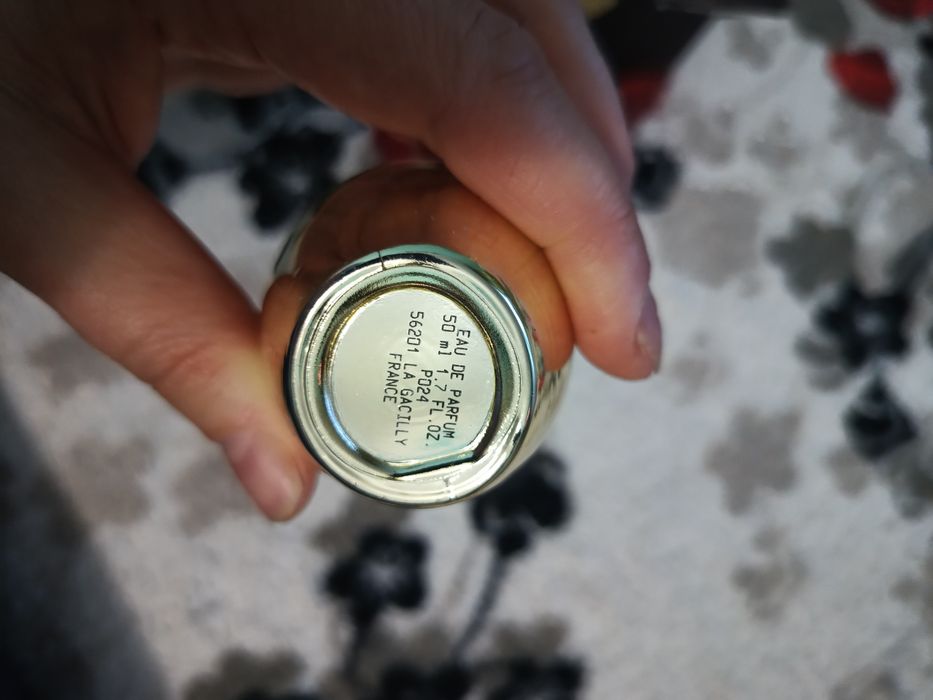 EAU DE PARFUM
50 ml 1,7 FL.OZ.
P024
56201 LA GACILLY
FRANCE